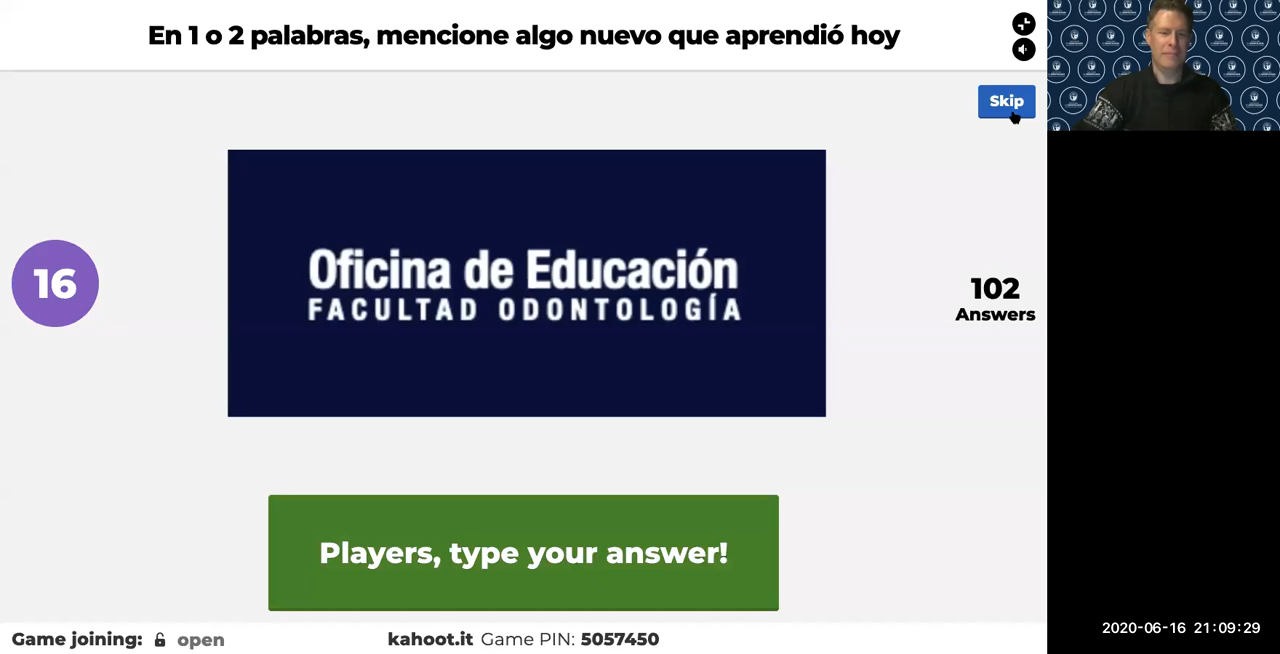 En 1 o 2 palabras, mencione algo nuevo que aprendió hoy
Skip
Oficina de Educación
FACULTAD ODONTOLOGÍA
16
102
Answers
Players, type your answer!
Game joining: open
kahoot.it Game PIN: 5057450
2020-06-16 21:09:29